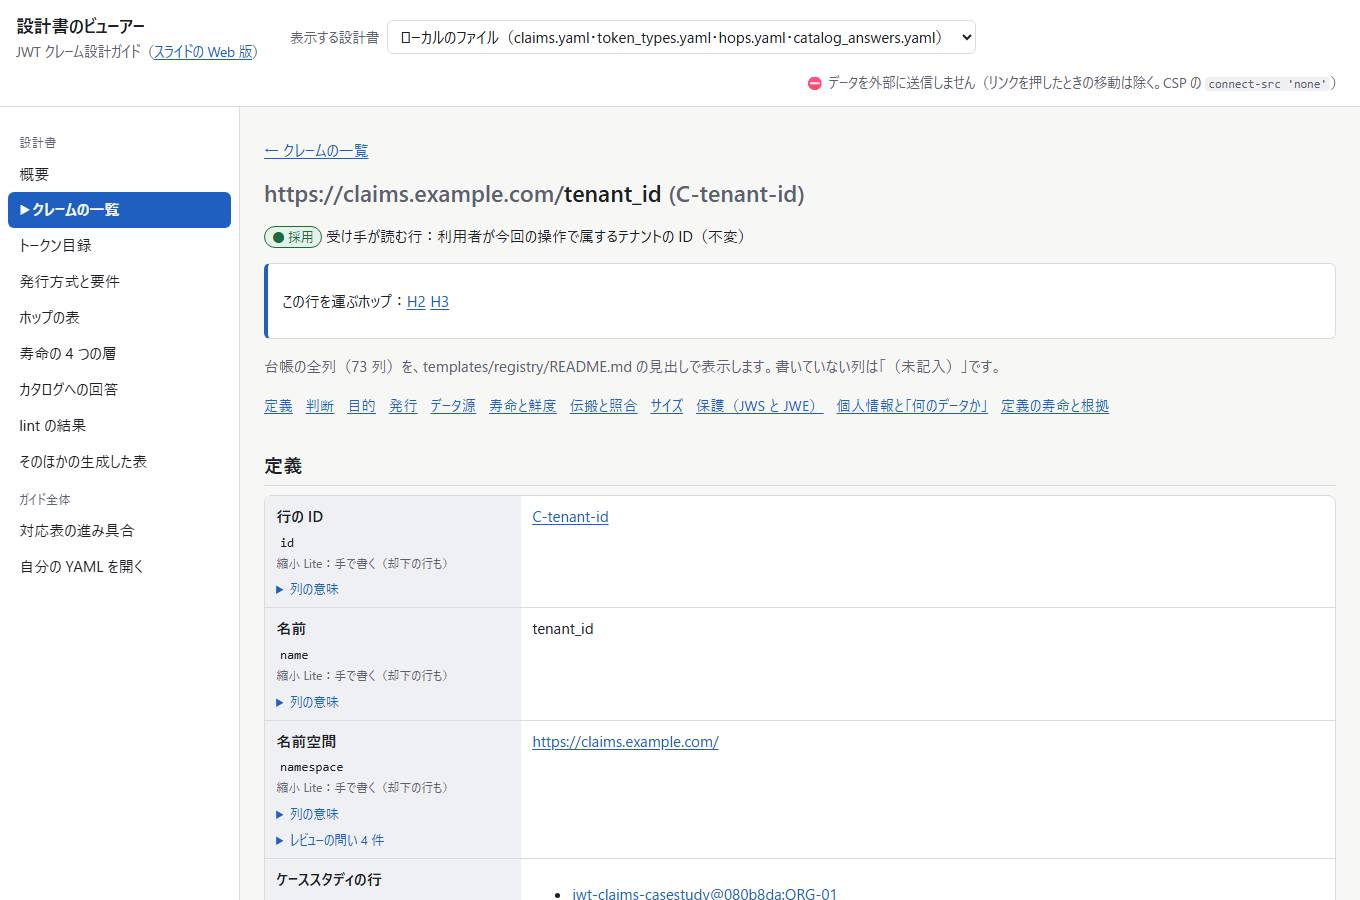 設計書のビューアー
JWT クレーム設計ガイド（スライドの Web 版）
表示する設計書
ローカルのファイル（claims.yaml・token_types.yaml・hops.yaml・catalog_answers.yaml）
データを外部に送信しません（リンクを押したときの移動は除く。CSP の connect-src 'none'）
設計書
概要
▶クレームの一覧
トークン目録
発行方式と要件
ホップの表
寿命の 4 つの層
カタログへの回答
lint の結果
そのほかの生成した表
ガイド全体
対応表の進み具合
自分の YAML を開く
← クレームの一覧
https://claims.example.com/tenant_id (C-tenant-id)
採用 受け手が読む行：利用者が今回の操作で属するテナントの ID（不変）
この行を運ぶホップ：H2 H3
台帳の全列（73 列）を、templates/registry/README.md の見出しで表示します。書いていない列は「（未記入）」です。
定義 判断 目的 発行 データ源 寿命と鮮度 伝搬と照合 サイズ 保護（JWS と JWE） 個人情報と「何のデータか」 定義の寿命と根拠
定義
行の ID
id
縮小 Lite：手で書く（却下の行も）
▶ 列の意味
C-tenant-id
名前
name
縮小 Lite：手で書く（却下の行も）
▶ 列の意味
tenant_id
名前空間
namespace
縮小 Lite：手で書く（却下の行も）
▶ 列の意味
▶ レビューの問い 4 件
https://claims.example.com/
ケーススタディの行
• jwt-claims-casestudy@080b8da:ORG-01